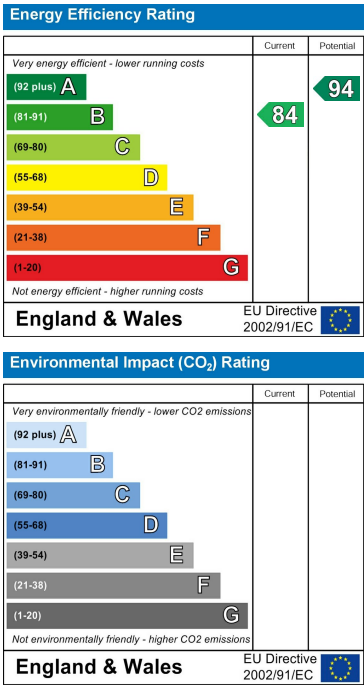 Energy Efficiency Rating
Current Potential
Very energy efficient - lower running costs
(92 plus) A
94
(81-91) B
84
(69-80) C
(55-68) D
(39-54) E
(21-38) F
(1-20) G
Not energy efficient - higher running costs
England & Wales
EU Directive
2002/91/EC
Environmental Impact (CO₂) Rating
Current Potential
Very environmentally friendly - lower CO2 emissions
(92 plus) A
(81-91) B
(69-80) C
(55-68) D
(39-54) E
(21-38) F
(1-20) G
Not environmentally friendly - higher CO2 emissions
England & Wales
EU Directive
2002/91/EC